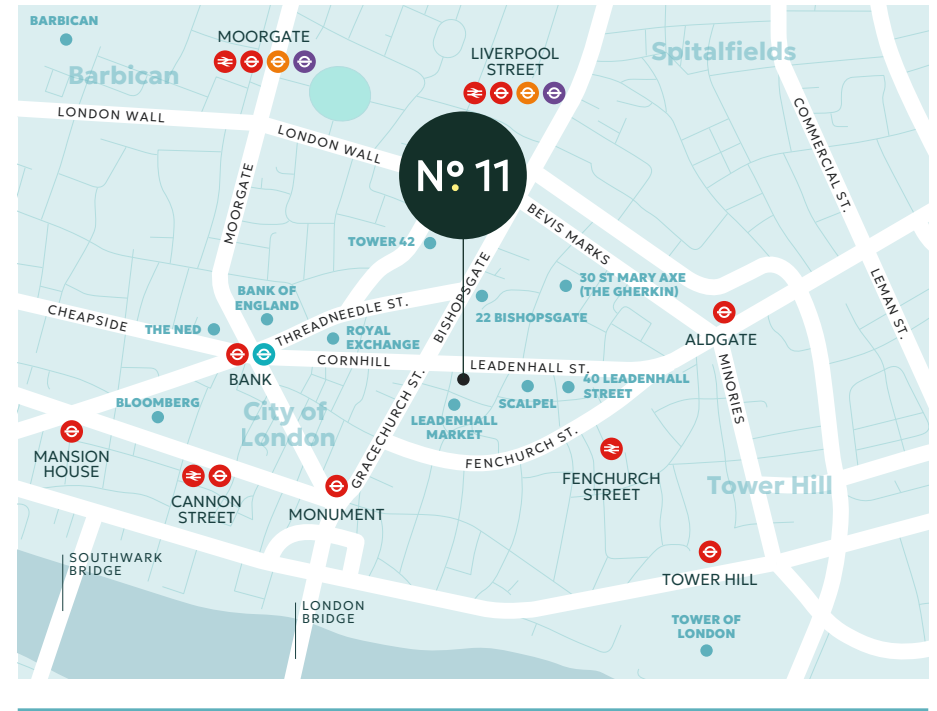 BARBICAN
MOORGATE
LIVERPOOL
STREET
Spitalfields
Barbican
LONDON WALL
LONDON WALL
COMMERCIAL ST.
Nº 11
MOORGATE
BEVIS MARKS
TOWER 42
BISHOPSGATE
30 ST MARY AXE
(THE GHERKIN)
BANK OF
ENGLAND
LEMAN ST.
CHEAPSIDE
THE NED
THREADNEEDLE ST.
ROYAL
EXCHANGE
22 BISHOPSGATE
ALDGATE
CORNHILL
LEADENHALL ST.
BANK
MINORIES
40 LEADENHALL
STREET
BLOOMBERG
City of
London
GRACECHURCH ST.
LEADENHALL
MARKET
SCALPEL
MANSION
HOUSE
FENCHURCH ST.
FENCHURCH
STREET
Tower Hill
CANNON
STREET
MONUMENT
SOUTHWARK
BRIDGE
TOWER HILL
LONDON
BRIDGE
TOWER OF
LONDON